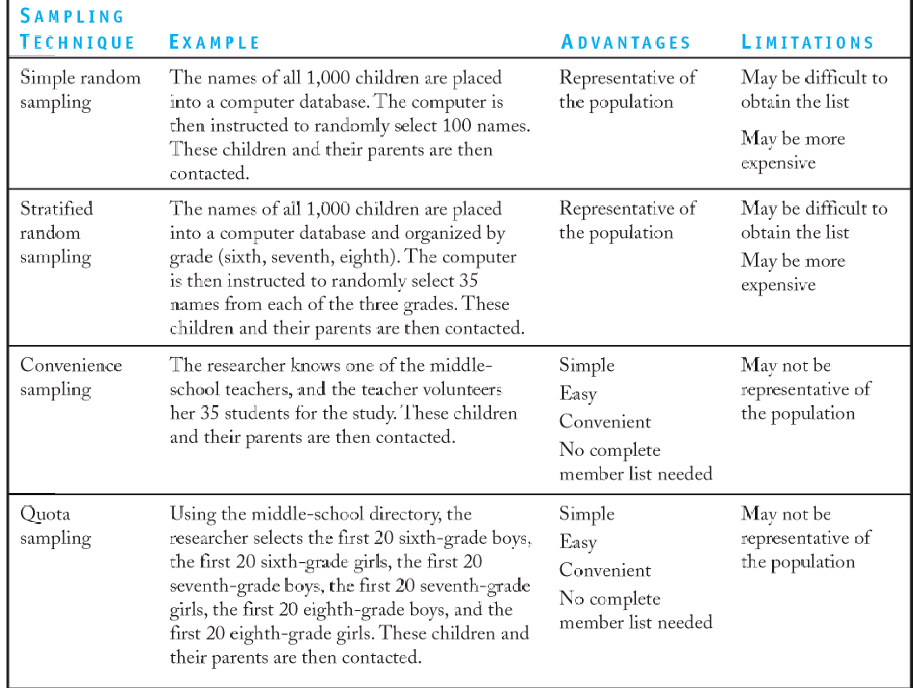 SAMPLING
TECHNIQUE EXAMPLE ADVANTAGES LIMITATIONS
Simple random
sampling
The names of all 1,000 children are placed
into a computer database. The computer is
then instructed to randomly select 100 names.
These children and their parents are then
contacted.
Representative of
the population
May be difficult to
obtain the list
May be more
expensive
Stratified
random
sampling
The names of all 1,000 children are placed
into a computer database and organized by
grade (sixth, seventh, eighth). The computer
is then instructed to randomly select 35
names from each of the three grades. These
children and their parents are then contacted.
Representative of
the population
May be difficult to
obtain the list
May be more
expensive
Convenience
sampling
The researcher knows one of the middle-
school teachers, and the teacher volunteers
her 35 students for the study. These children
and their parents are then contacted.
Simple
Easy
Convenient
No complete
member list needed
May not be
representative of
the population
Quota
sampling
Using the middle-school directory, the
researcher selects the first 20 sixth-grade boys,
the first 20 sixth-grade girls, the first 20
seventh-grade boys, the first 20 seventh-grade
girls, the first 20 eighth-grade boys, and the
first 20 eighth-grade girls. These children and
their parents are then contacted.
Simple
Easy
Convenient
No complete
member list needed
May not be
representative of
the population